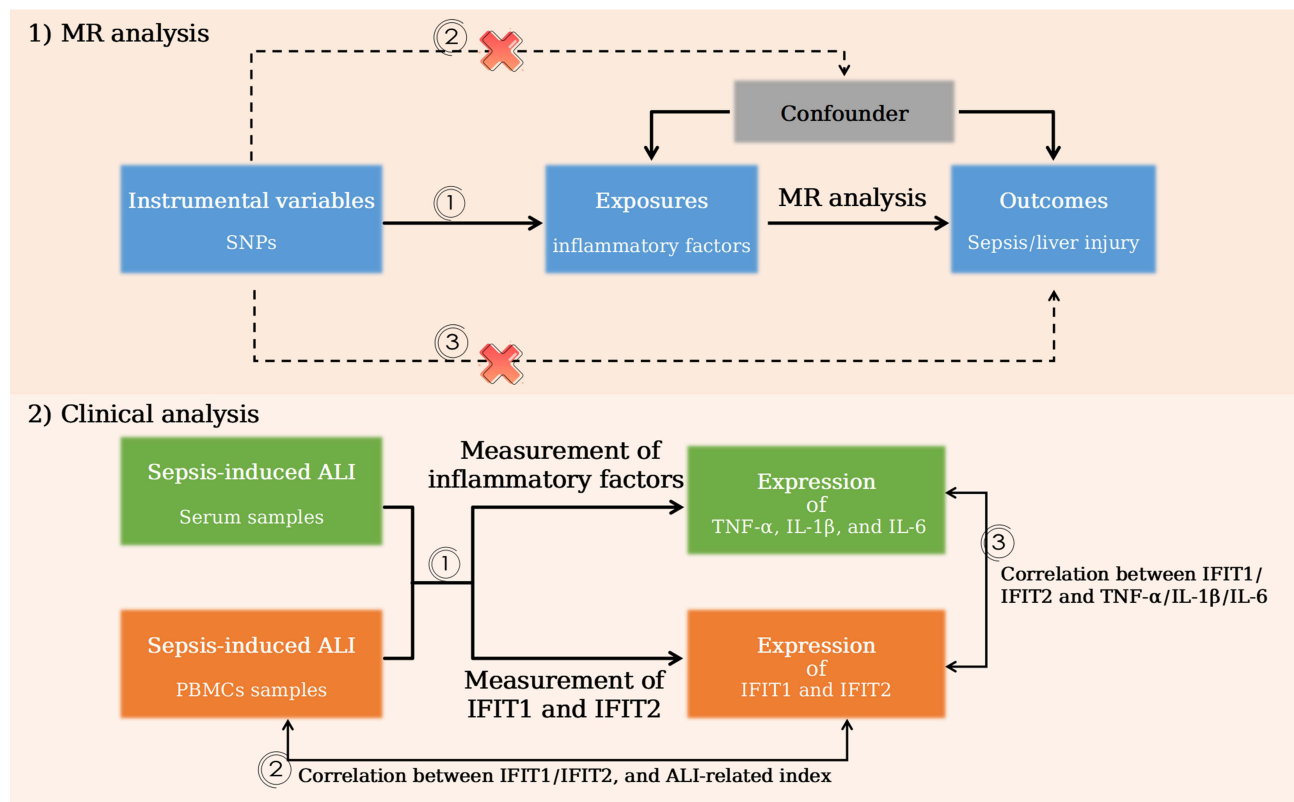 1) MR analysis
②
Confounder
Instrumental variables
SNPs
①
Exposures
inflammatory factors
MR analysis
Outcomes
Sepsis/liver injury
③
2) Clinical analysis
Sepsis-induced ALI
Serum samples
Measurement of
inflammatory factors
Expression
of
TNF-α, IL-1β, and IL-6
①
③
Correlation between IFIT1/
IFIT2 and TNF-α/IL-1β/IL-6
Sepsis-induced ALI
PBMCs samples
Measurement of
IFIT1 and IFIT2
Expression
of
IFIT1 and IFIT2
②
Correlation between IFIT1/IFIT2, and ALI-related index